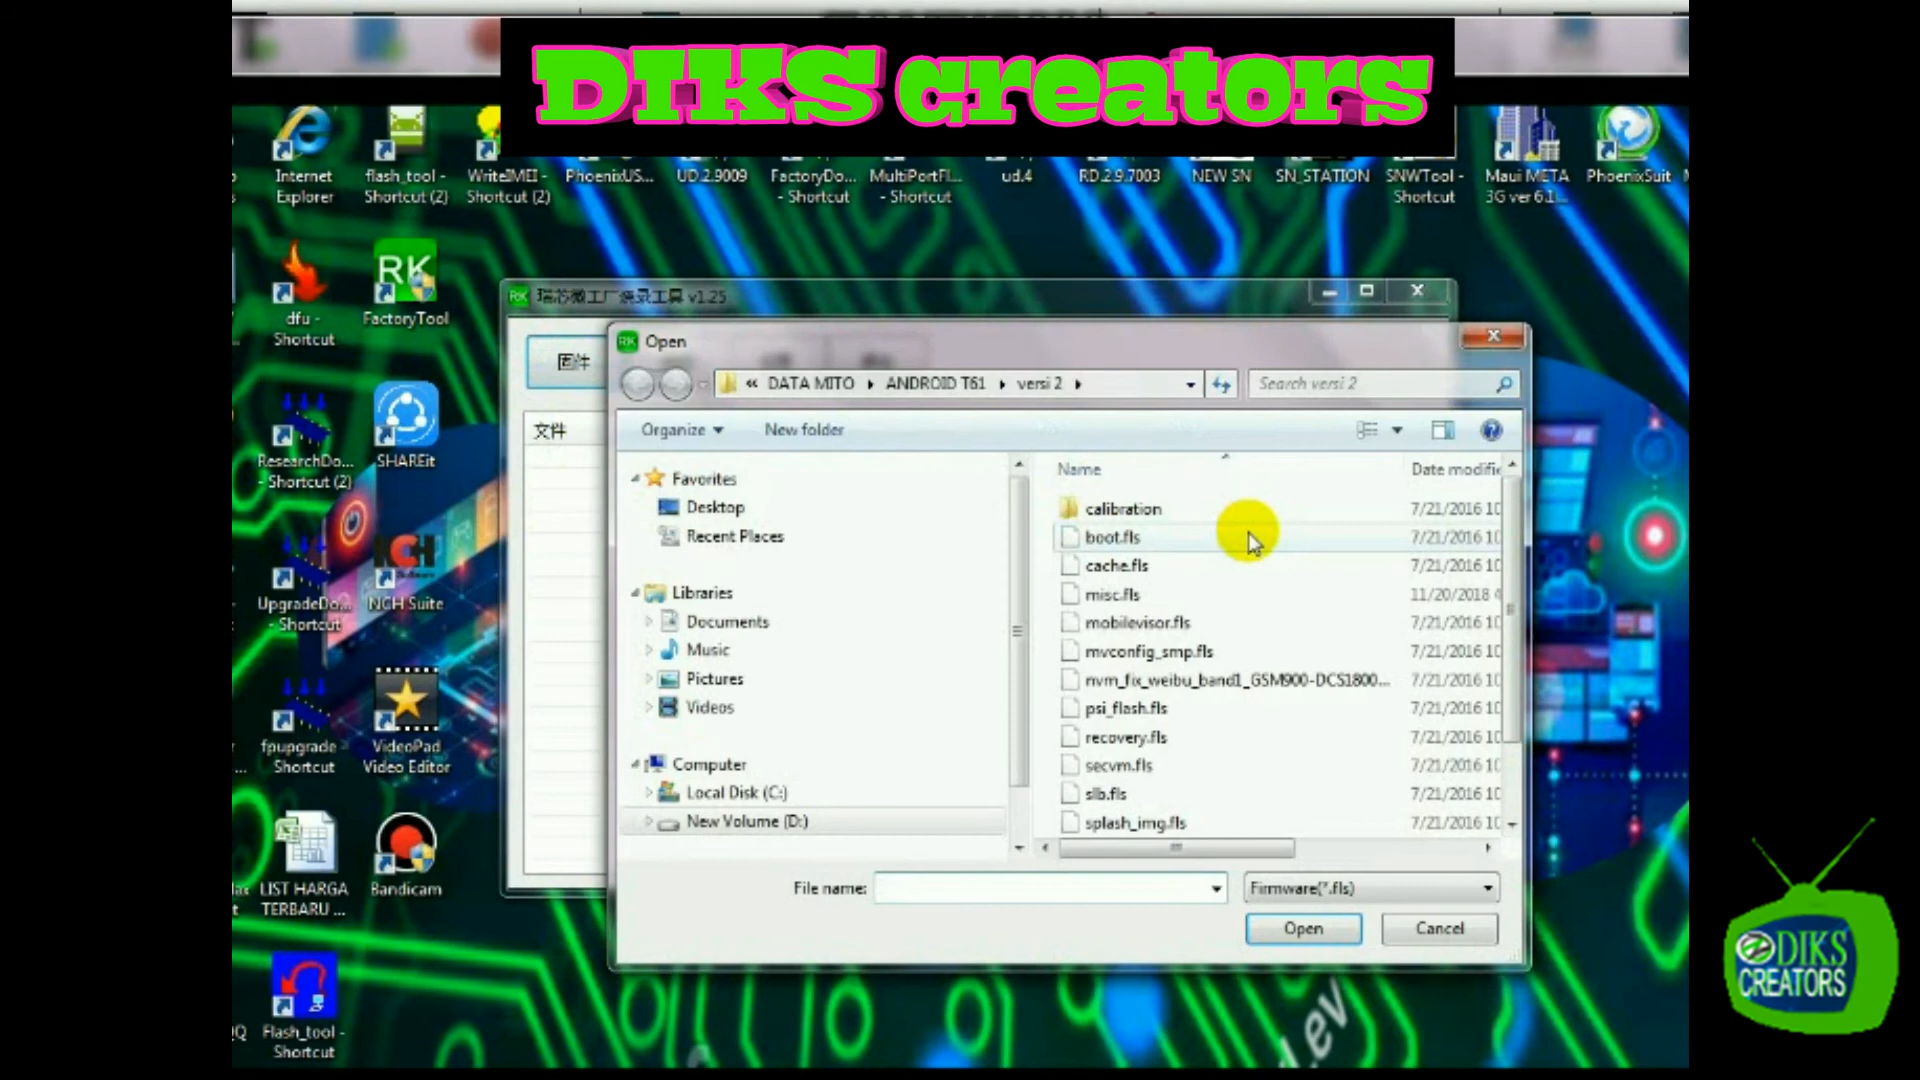 DIKS creators
Internet
Explorer
flash_tool -
Shortcut (2)
WriteIMEI -
Shortcut (2)
PhoenixUS...
UD.2.9009
FactoryDo...
- Shortcut
MultiPortFl...
- Shortcut
ud.4
RD.2.9.7003
NEW SN
SN_STATION
SNWTool -
Shortcut
Maui META
3G ver 6.1...
PhoenixSuit
RK
dfu -
Shortcut
FactoryTool
ResearchDo...
- Shortcut (2)
SHAREit
UpgradeDo...
- Shortcut
NCH
NCH Suite
fpupgrade -
Shortcut
VideoPad
Video Editor
LIST HARGA
TERBARU ...
Bandicam
Flash_tool -
Shortcut
RK 瑞芯微工厂烧录工具 v1.25
固件
文件
RK Open
« DATA MITO ▸ ANDROID T61 ▸ versi 2 ▸
Search versi 2
Organize
New folder
Favorites
Desktop
Recent Places
Libraries
Documents
Music
Pictures
Videos
Computer
Local Disk (C:)
New Volume (D:)
Name Date modifie
calibration 7/21/2016 10
boot.fls 7/21/2016 10
cache.fls 7/21/2016 10
misc.fls 11/20/2018 4
mobilevisor.fls 7/21/2016 10
mvconfig_smp.fls 7/21/2016 10
nvm_fix_weibu_band1_GSM900-DCS1800... 7/21/2016 10
psi_flash.fls 7/21/2016 10
recovery.fls 7/21/2016 10
secvm.fls 7/21/2016 10
slb.fls 7/21/2016 10
splash_img.fls 7/21/2016 10
File name:
Firmware(*.fls)
Open
Cancel
DIKS
CREATORS